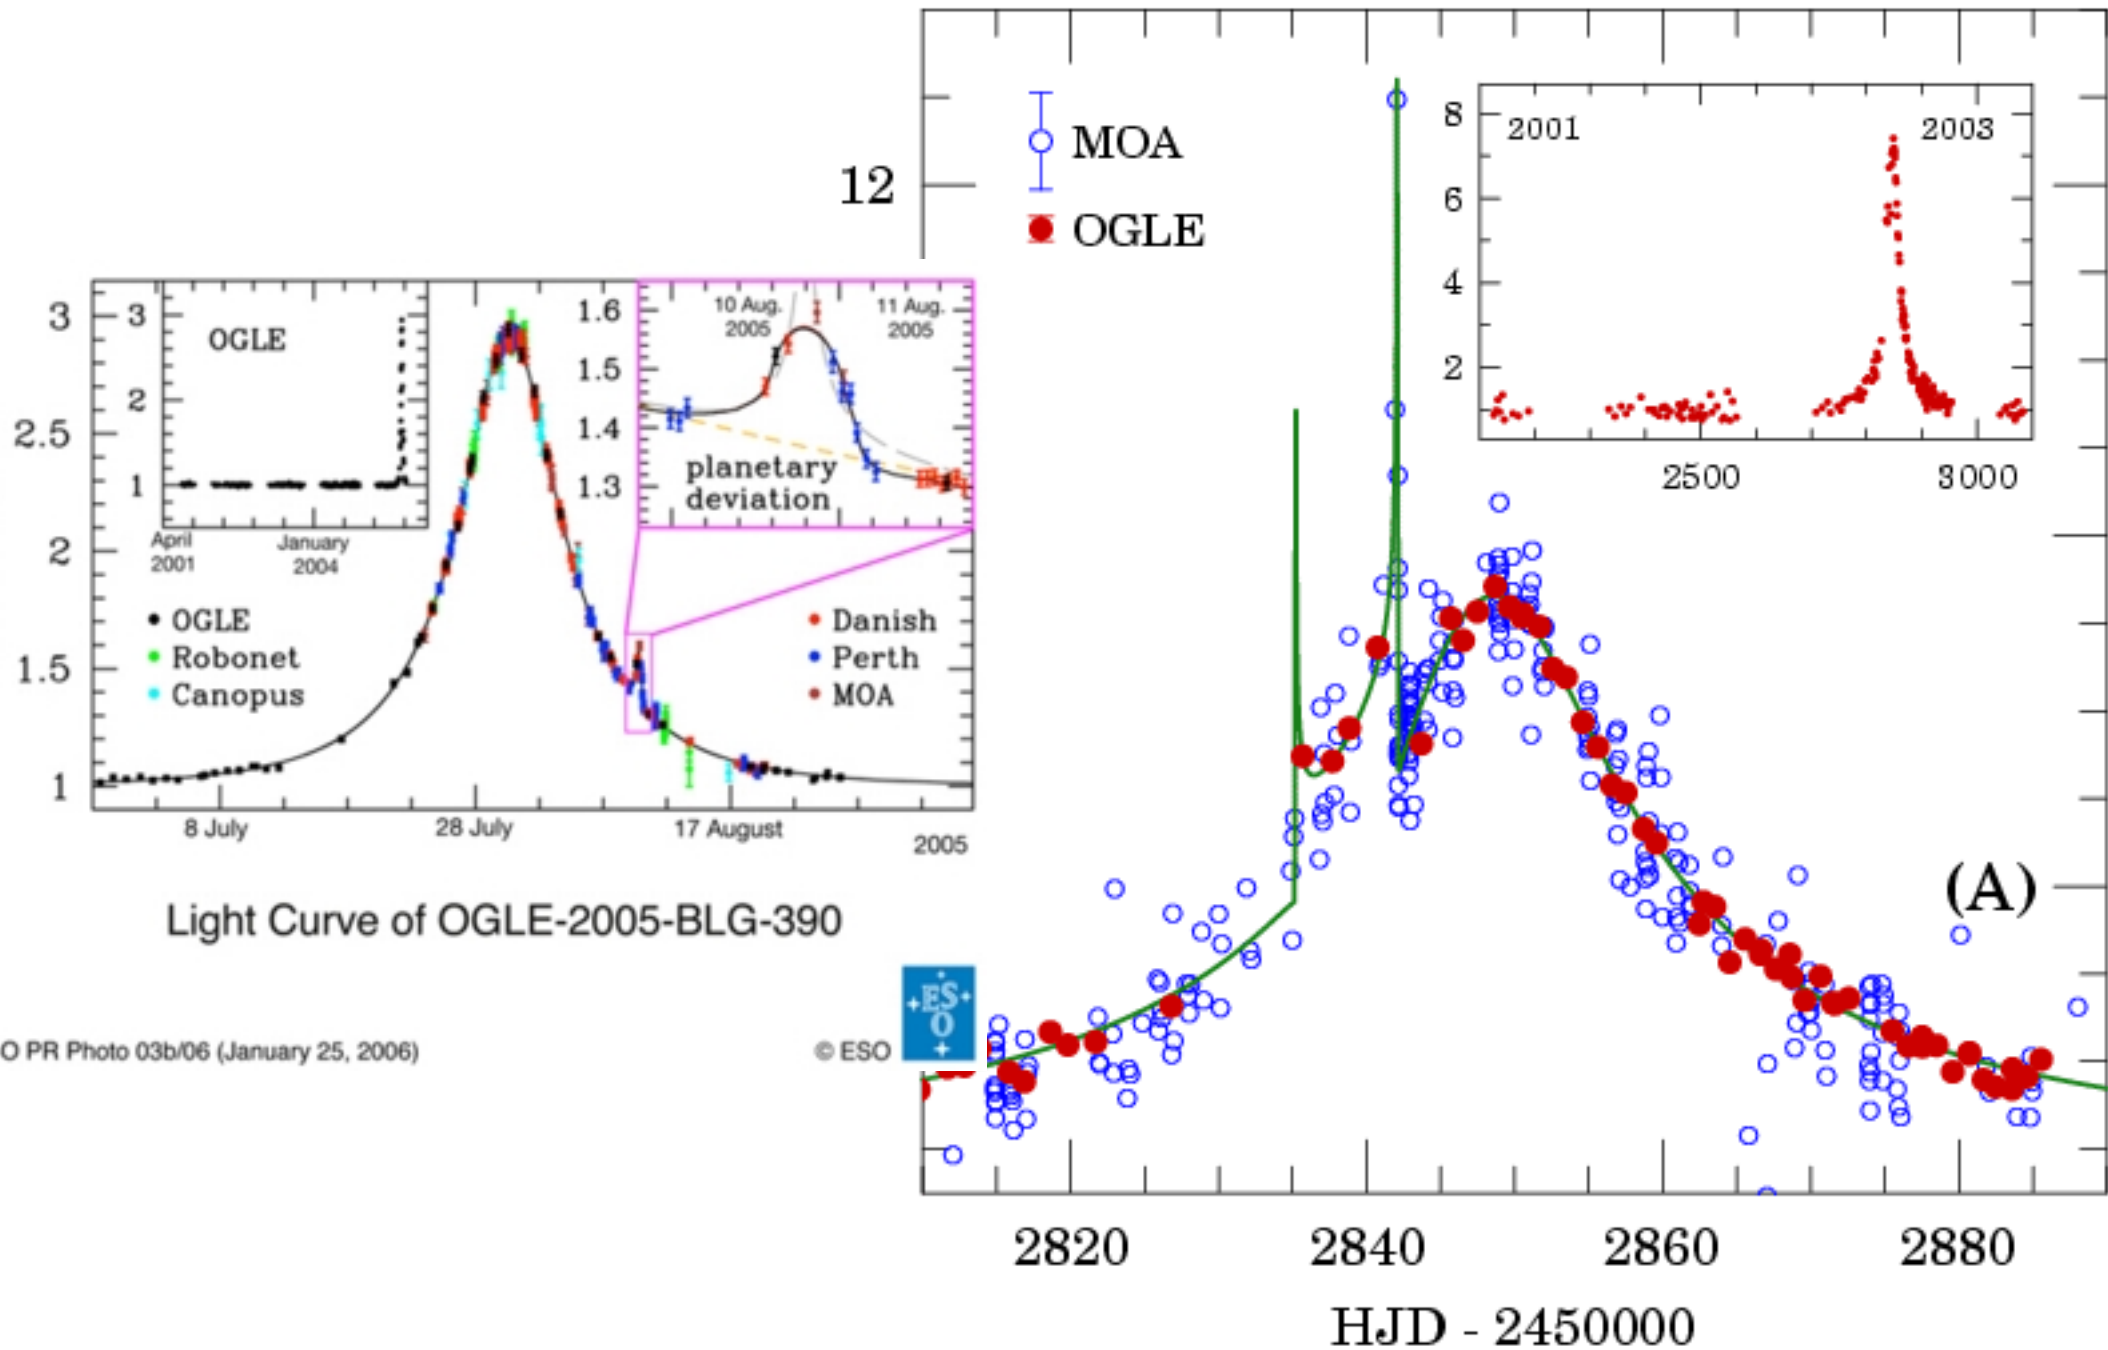 3
2.5
2
1.5
1
3
2
1
OGLE
April
2001
January
2004
1.6
1.5
1.4
1.3
10 Aug.
2005
11 Aug.
2005
planetary
deviation
OGLE
Robonet
Canopus
Danish
Perth
MOA
8 July
28 July
17 August
2005
Light Curve of OGLE-2005-BLG-390
O PR Photo 03b/06 (January 25, 2006)
© ESO
ES
O
12
MOA
OGLE
8
6
4
2
2001
2003
2500
3000
(A)
2820
2840
2860
2880
HJD - 2450000